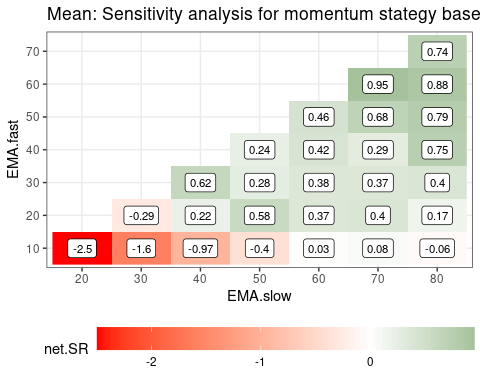 Mean: Sensitivity analysis for momentum stategy base
70
0.74
60
0.95 0.88
50
0.46 0.68 0.79
EMA.fast
40
0.24 0.42 0.29 0.75
30
0.62 0.28 0.38 0.37 0.4
20
-0.29 0.22 0.58 0.37 0.4 0.17
10
-2.5 -1.6 -0.97 -0.4 0.03 0.08 -0.06
20 30 40 50 60 70 80
EMA.slow
net.SR
-2 -1 0